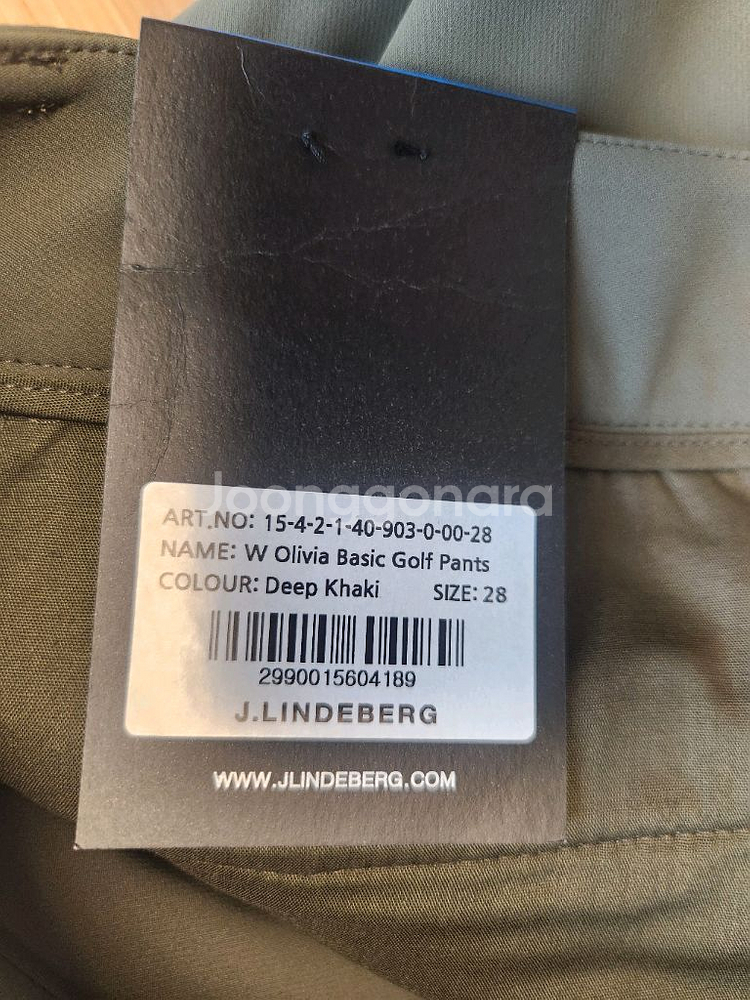 Joonggonara
ART.NO: 15-4-2-1-40-903-0-00-28
NAME: W Olivia Basic Golf Pants
COLOUR: Deep Khaki SIZE: 28
2990015604189
J.LINDEBERG
WWW.JLINDEBERG.COM